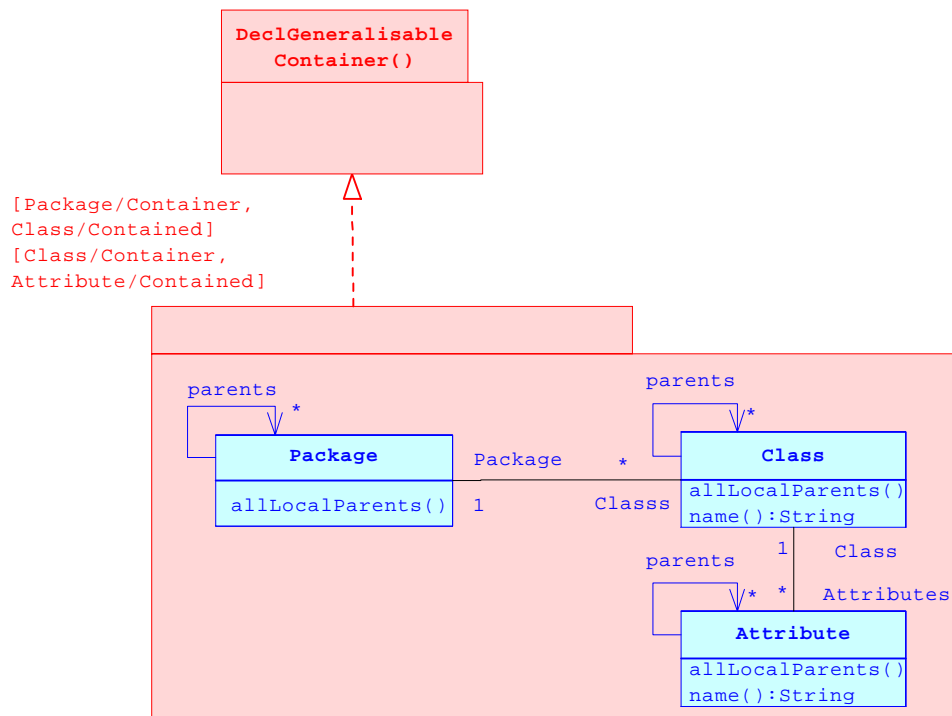 DeclGeneralisable
Container()
[Package/Container,
Class/Contained]
[Class/Container,
Attribute/Contained]
parents
*
Package
allLocalParents()
Package
1
*
Classs
parents
*
Class
allLocalParents()
name():String
1
Class
*
Attributes
parents
*
Attribute
allLocalParents()
name():String